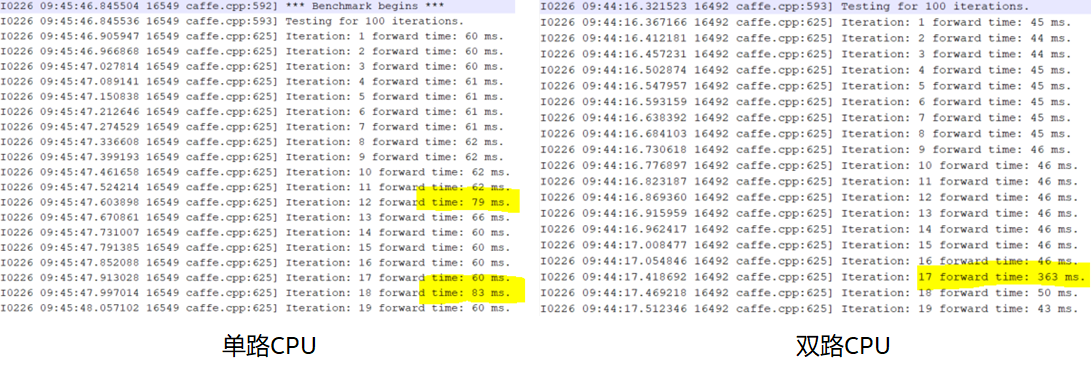 I0226 09:45:46.845504 16549 caffe.cpp:592] *** Benchmark begins ***
I0226 09:45:46.845536 16549 caffe.cpp:593] Testing for 100 iterations.
I0226 09:45:46.905947 16549 caffe.cpp:625] Iteration: 1 forward time: 60 ms.
I0226 09:45:46.966868 16549 caffe.cpp:625] Iteration: 2 forward time: 60 ms.
I0226 09:45:47.027814 16549 caffe.cpp:625] Iteration: 3 forward time: 60 ms.
I0226 09:45:47.089141 16549 caffe.cpp:625] Iteration: 4 forward time: 61 ms.
I0226 09:45:47.150838 16549 caffe.cpp:625] Iteration: 5 forward time: 61 ms.
I0226 09:45:47.212646 16549 caffe.cpp:625] Iteration: 6 forward time: 61 ms.
I0226 09:45:47.274529 16549 caffe.cpp:625] Iteration: 7 forward time: 61 ms.
I0226 09:45:47.336608 16549 caffe.cpp:625] Iteration: 8 forward time: 62 ms.
I0226 09:45:47.399193 16549 caffe.cpp:625] Iteration: 9 forward time: 62 ms.
I0226 09:45:47.461658 16549 caffe.cpp:625] Iteration: 10 forward time: 62 ms.
I0226 09:45:47.524214 16549 caffe.cpp:625] Iteration: 11 forward time: 62 ms.
I0226 09:45:47.603898 16549 caffe.cpp:625] Iteration: 12 forward time: 79 ms.
I0226 09:45:47.670861 16549 caffe.cpp:625] Iteration: 13 forward time: 66 ms.
I0226 09:45:47.731007 16549 caffe.cpp:625] Iteration: 14 forward time: 60 ms.
I0226 09:45:47.791385 16549 caffe.cpp:625] Iteration: 15 forward time: 60 ms.
I0226 09:45:47.852088 16549 caffe.cpp:625] Iteration: 16 forward time: 60 ms.
I0226 09:45:47.913028 16549 caffe.cpp:625] Iteration: 17 forward time: 60 ms.
I0226 09:45:47.997014 16549 caffe.cpp:625] Iteration: 18 forward time: 83 ms.
I0226 09:45:48.057102 16549 caffe.cpp:625] Iteration: 19 forward time: 60 ms.
单路CPU
I0226 09:44:16.321523 16492 caffe.cpp:593] Testing for 100 iterations.
I0226 09:44:16.367166 16492 caffe.cpp:625] Iteration: 1 forward time: 45 ms.
I0226 09:44:16.412181 16492 caffe.cpp:625] Iteration: 2 forward time: 44 ms.
I0226 09:44:16.457231 16492 caffe.cpp:625] Iteration: 3 forward time: 44 ms.
I0226 09:44:16.502874 16492 caffe.cpp:625] Iteration: 4 forward time: 45 ms.
I0226 09:44:16.547957 16492 caffe.cpp:625] Iteration: 5 forward time: 45 ms.
I0226 09:44:16.593159 16492 caffe.cpp:625] Iteration: 6 forward time: 45 ms.
I0226 09:44:16.638392 16492 caffe.cpp:625] Iteration: 7 forward time: 45 ms.
I0226 09:44:16.684103 16492 caffe.cpp:625] Iteration: 8 forward time: 45 ms.
I0226 09:44:16.730618 16492 caffe.cpp:625] Iteration: 9 forward time: 46 ms.
I0226 09:44:16.776897 16492 caffe.cpp:625] Iteration: 10 forward time: 46 ms.
I0226 09:44:16.823187 16492 caffe.cpp:625] Iteration: 11 forward time: 46 ms.
I0226 09:44:16.869360 16492 caffe.cpp:625] Iteration: 12 forward time: 46 ms.
I0226 09:44:16.915959 16492 caffe.cpp:625] Iteration: 13 forward time: 46 ms.
I0226 09:44:16.962417 16492 caffe.cpp:625] Iteration: 14 forward time: 46 ms.
I0226 09:44:17.008477 16492 caffe.cpp:625] Iteration: 15 forward time: 46 ms.
I0226 09:44:17.054846 16492 caffe.cpp:625] Iteration: 16 forward time: 46 ms.
I0226 09:44:17.418692 16492 caffe.cpp:625] Iteration: 17 forward time: 363 ms.
I0226 09:44:17.469218 16492 caffe.cpp:625] Iteration: 18 forward time: 50 ms.
I0226 09:44:17.512346 16492 caffe.cpp:625] Iteration: 19 forward time: 43 ms.
双路CPU